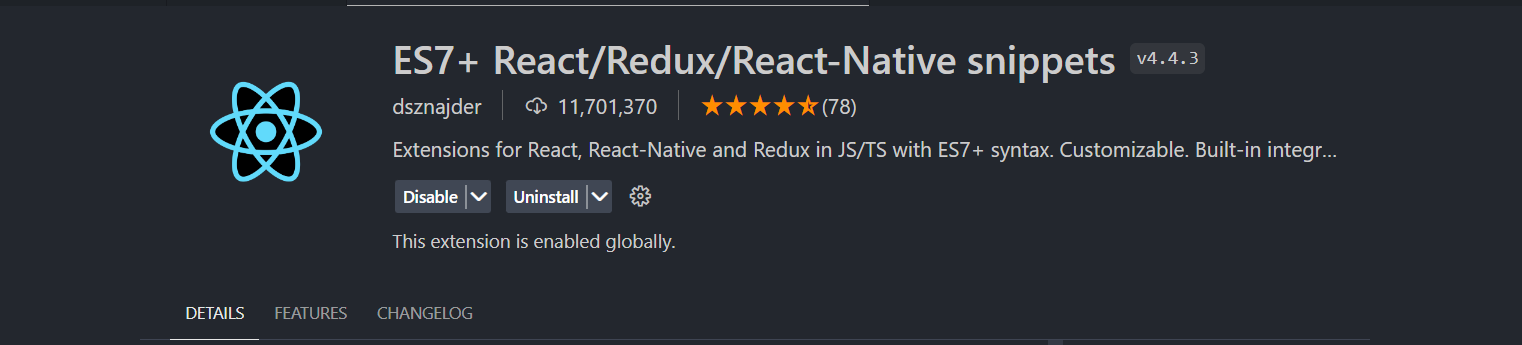 ES7+ React/Redux/React-Native snippets v4.4.3
dsznajder 11,701,370 (78)
Extensions for React, React-Native and Redux in JS/TS with ES7+ syntax. Customizable. Built-in integr...
Disable Uninstall
This extension is enabled globally.
DETAILS FEATURES CHANGELOG